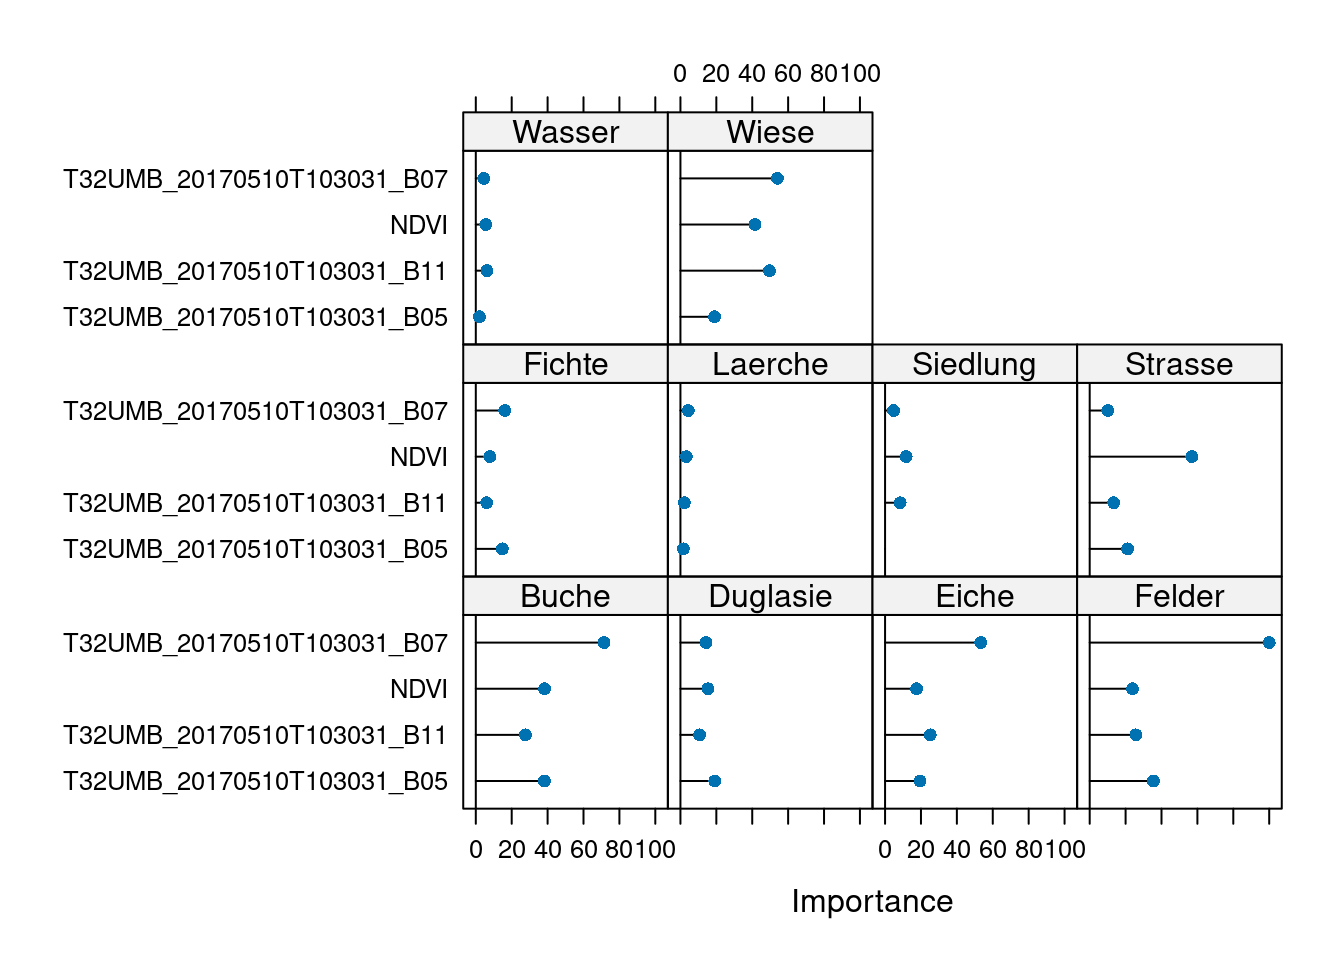 0 20 40 60 80 100
Wasser Wiese
T32UMB_20170510T103031_B07
NDVI
T32UMB_20170510T103031_B11
T32UMB_20170510T103031_B05
Fichte Laerche Siedlung Strasse
T32UMB_20170510T103031_B07
NDVI
T32UMB_20170510T103031_B11
T32UMB_20170510T103031_B05
Buche Duglasie Eiche Felder
T32UMB_20170510T103031_B07
NDVI
T32UMB_20170510T103031_B11
T32UMB_20170510T103031_B05
0 20 40 60 80 100 0 20 40 60 80 100
Importance